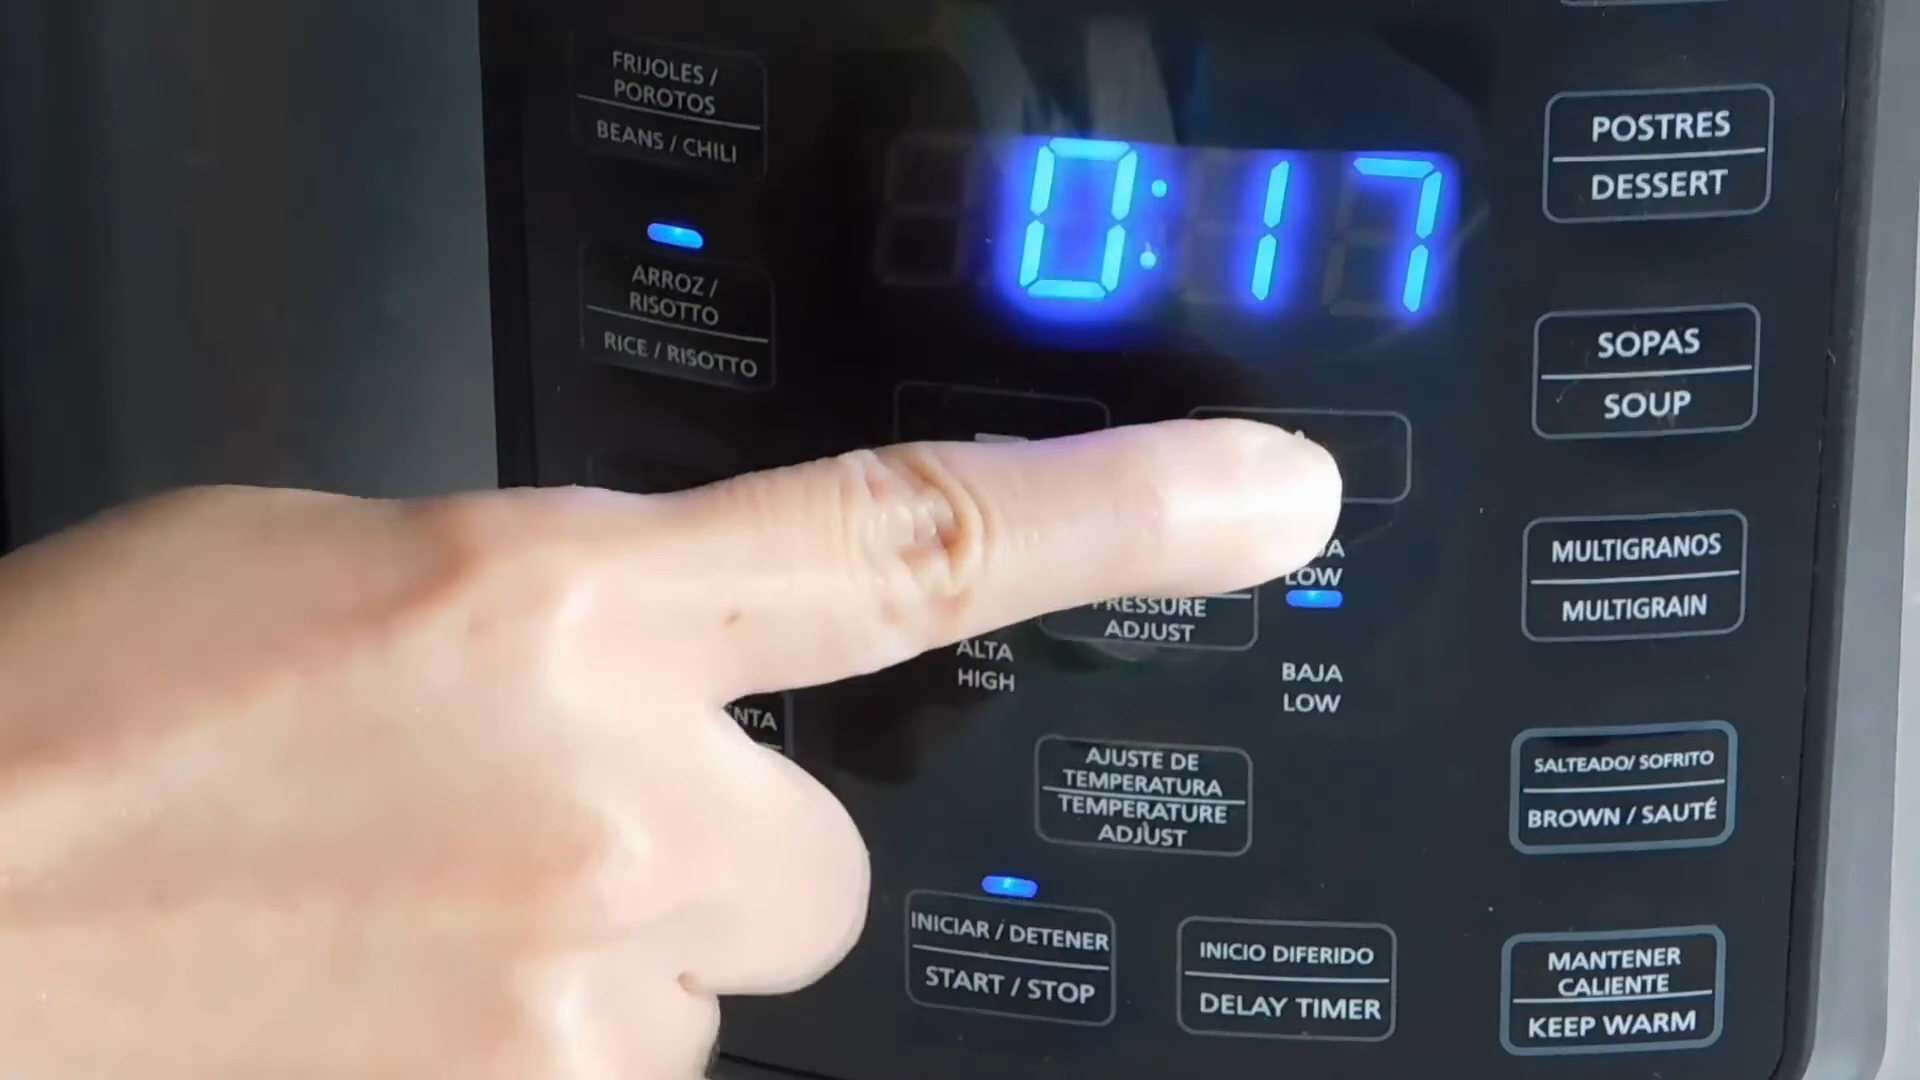 FRIJOLES /
POROTOS
BEANS / CHILI
ARROZ /
RISOTTO
RICE / RISOTTO
0:17
LOW
PRESSURE
ADJUST
ALTA
HIGH
BAJA
LOW
AJUSTE DE
TEMPERATURA
TEMPERATURE
ADJUST
INICIAR / DETENER
START / STOP
INICIO DIFERIDO
DELAY TIMER
POSTRES
DESSERT
SOPAS
SOUP
MULTIGRANOS
MULTIGRAIN
SALTEADO/ SOFRITO
BROWN / SAUTÉ
MANTENER
CALIENTE
KEEP WARM